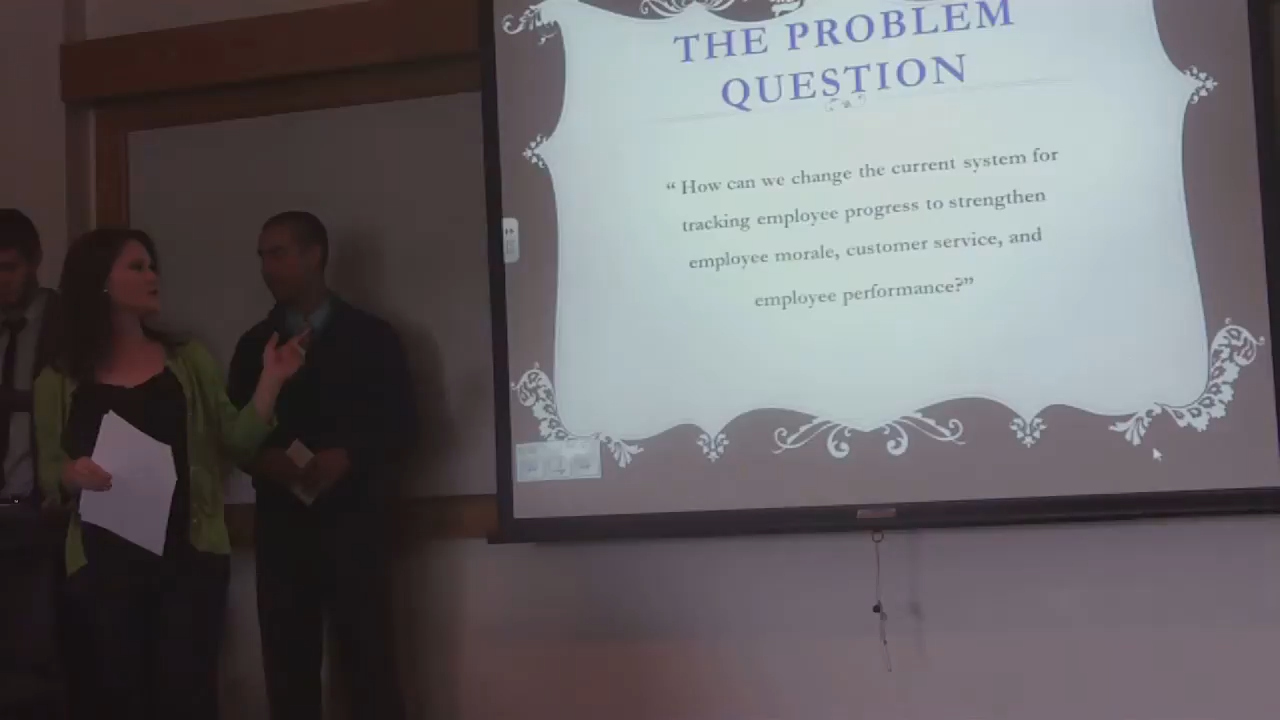 THE PROBLEM
QUESTION
“ How can we change the current system for
tracking employee progress to strengthen
employee morale, customer service, and
employee performance?”